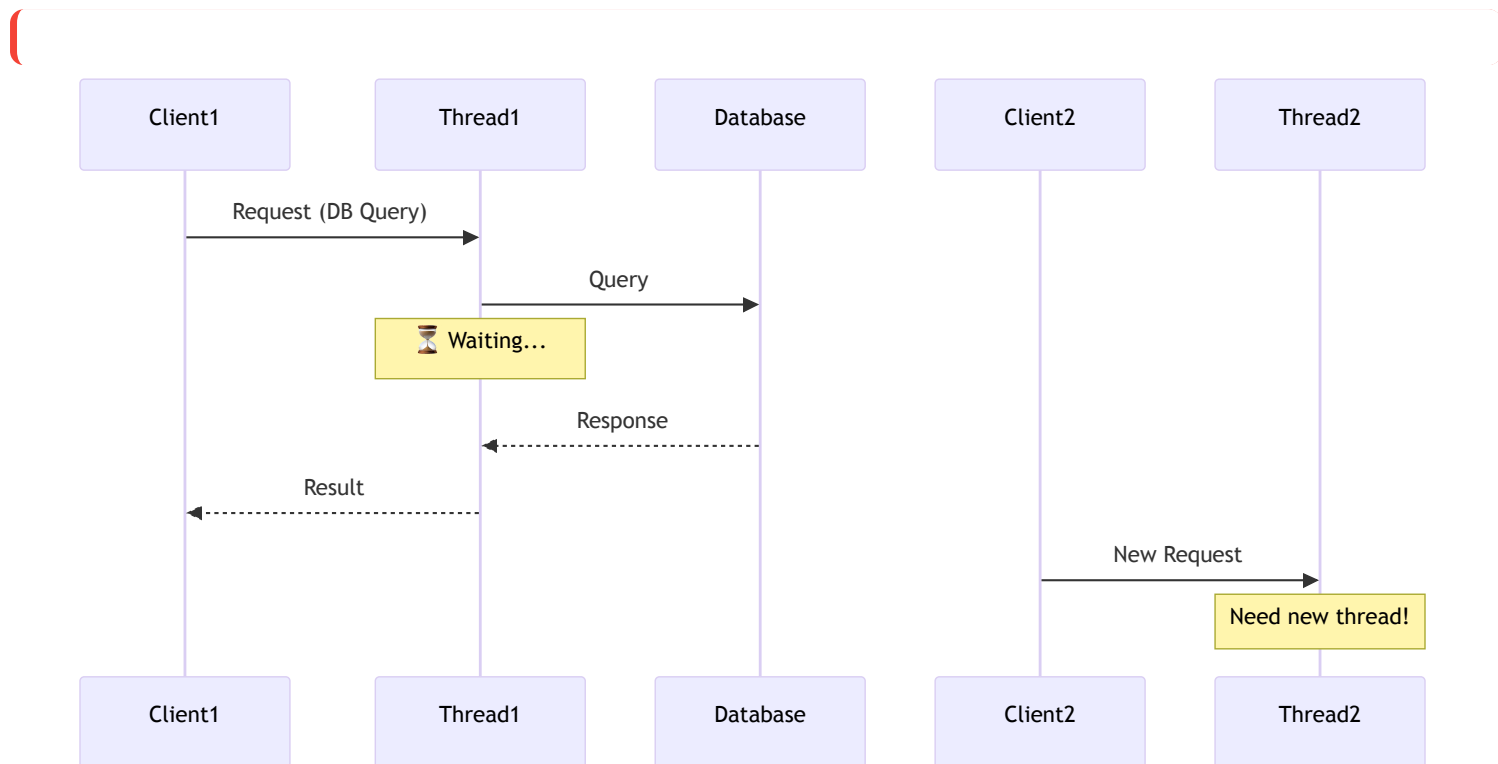 Client1
Thread1
Database
Client2
Thread2
Request (DB Query)
Query
⏳ Waiting...
Response
Result
New Request
Need new thread!
Client1
Thread1
Database
Client2
Thread2